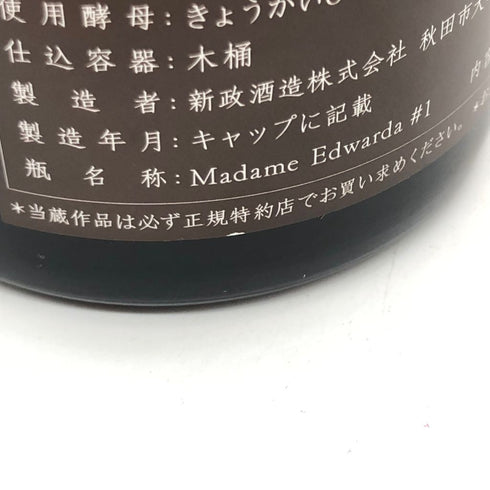 使用酵母：きょうかい
仕込容器：木桶
製造者：新政酒造株式会社 秋田市大
製造年月：キャップに記載
瓶名称：Madame Edwarda #1
内
＊当蔵作品は必ず正規特約店でお買い求めください。